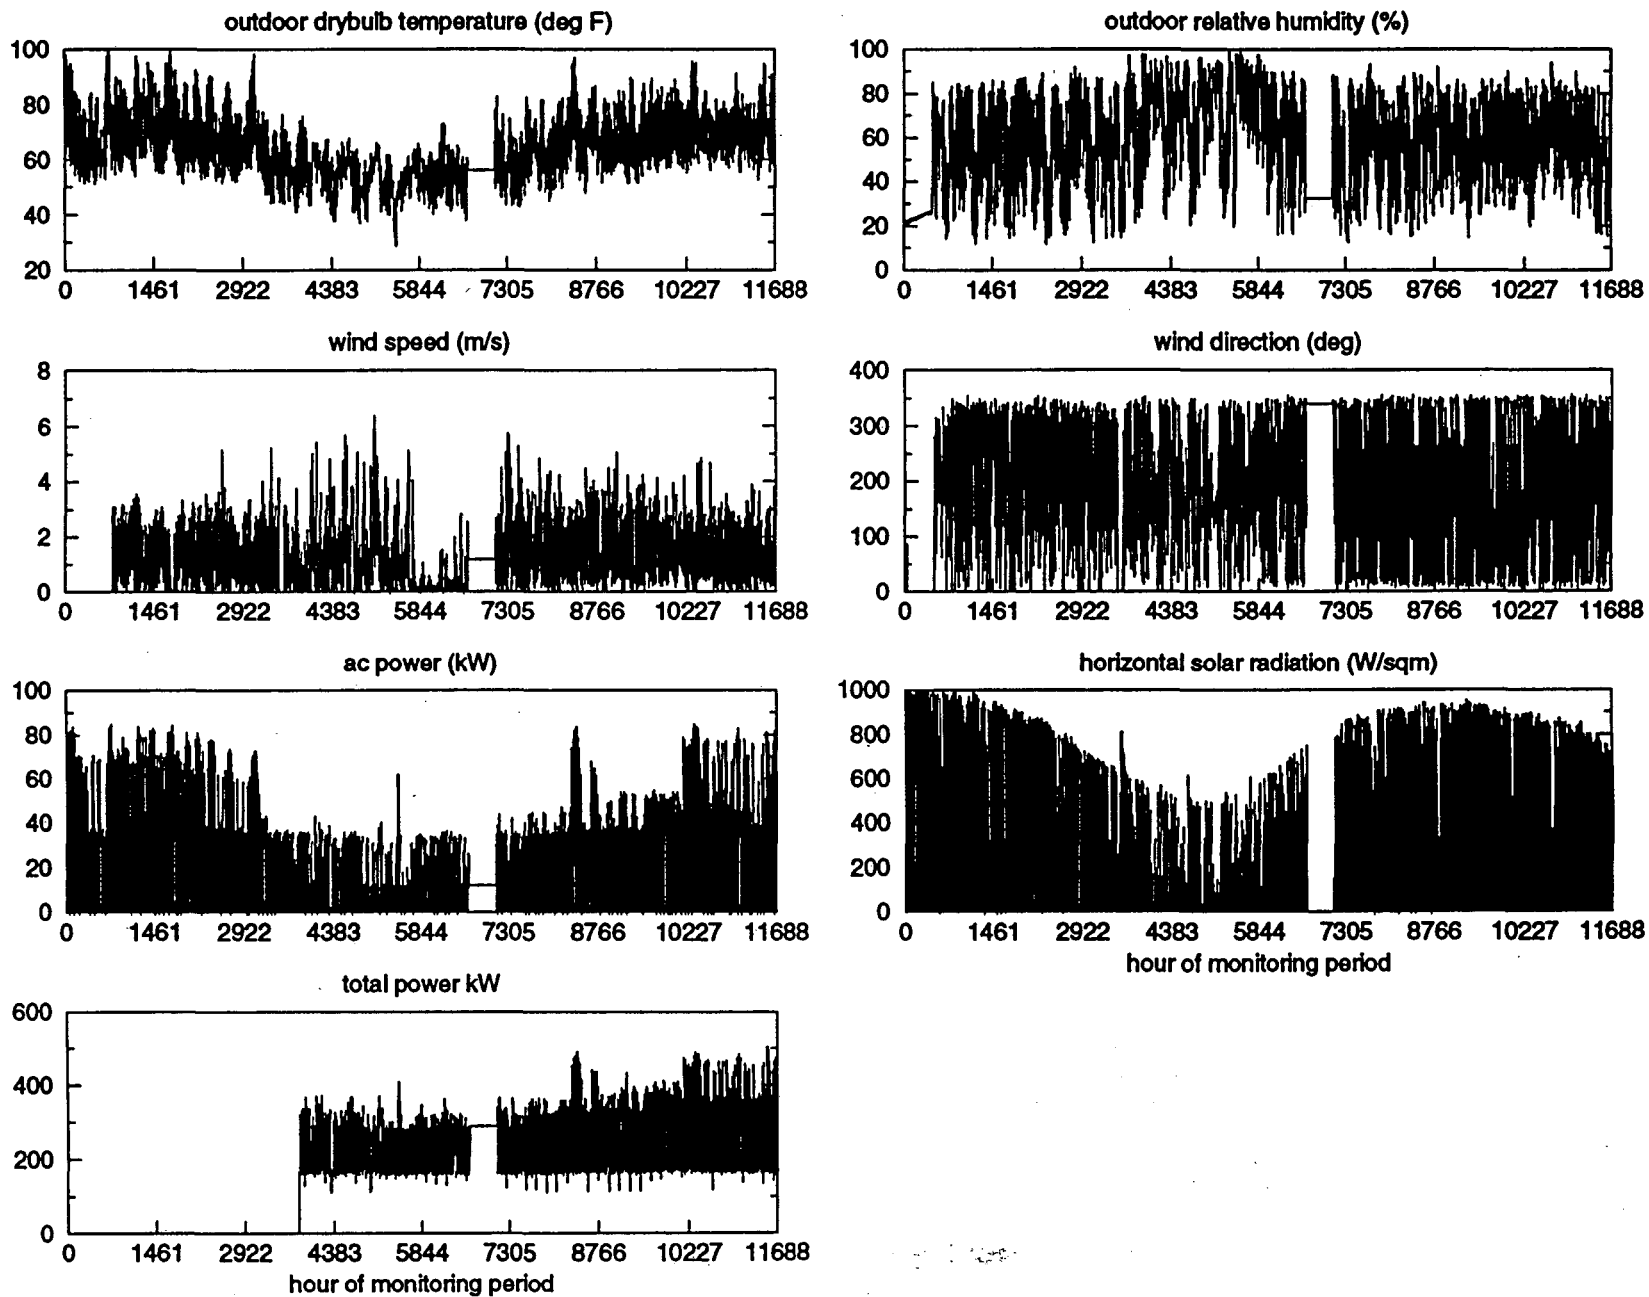 outdoor drybulb temperature (deg F)
100
80
60
40
20
0 1461 2922 4383 5844 7305 8766 10227 11688
outdoor relative humidity (%)
100
80
60
40
20
0
0 1461 2922 4383 5844 7305 8766 10227 11688
wind speed (m/s)
8
6
4
2
0
0 1461 2922 4383 5844 7305 8766 10227 11688
wind direction (deg)
400
300
200
100
0
0 1461 2922 4383 5844 7305 8766 10227 11688
ac power (kW)
100
80
60
40
20
0
0 1461 2922 4383 5844 7305 8766 10227 11688
horizontal solar radiation (W/sqm)
1000
800
600
400
200
0
0 1461 2922 4383 5844 7305 8766 10227 11688
hour of monitoring period
total power kW
600
400
200
0
0 1461 2922 4383 5844 7305 8766 10227 11688
hour of monitoring period